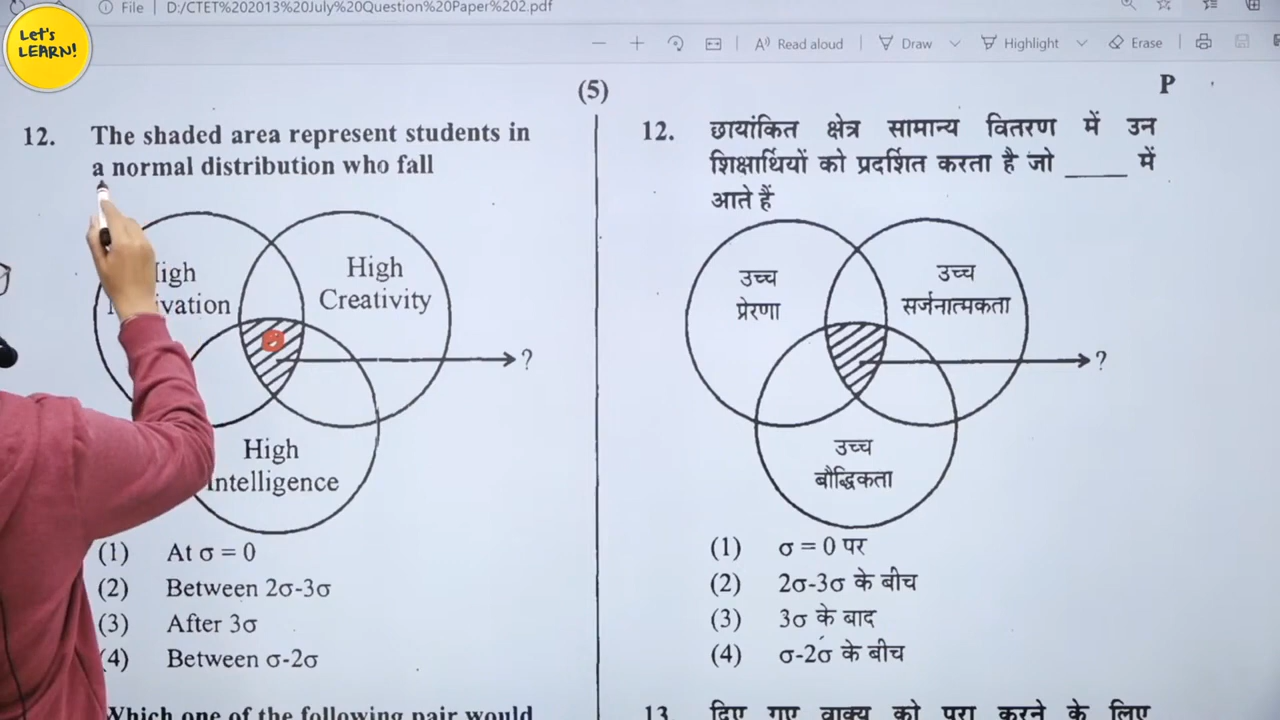 Let's
LEARN!
File | D:/CTET%202013%20July%20Question%20Paper%202.pdf
Read aloud
Draw
Highlight
Erase
(5)
P
12. The shaded area represent students in
a normal distribution who fall
High
Creativity
?
High
Intelligence
(1) At σ = 0
(2) Between 2σ-3σ
(3) After 3σ
(4) Between σ-2σ
Which one of the following pair would
12. छायांकित क्षेत्र सामान्य वितरण में उन
शिक्षार्थियों को प्रदर्शित करता है जो _____ में
आते हैं
उच्च
प्रेरणा
उच्च
सर्जनात्मकता
?
उच्च
बौद्धिकता
(1) σ = 0 पर
(2) 2σ-3σ के बीच
(3) 3σ के बाद
(4) σ-2σ के बीच
13. दिए गए वाक्य को पूरा करने के लिए